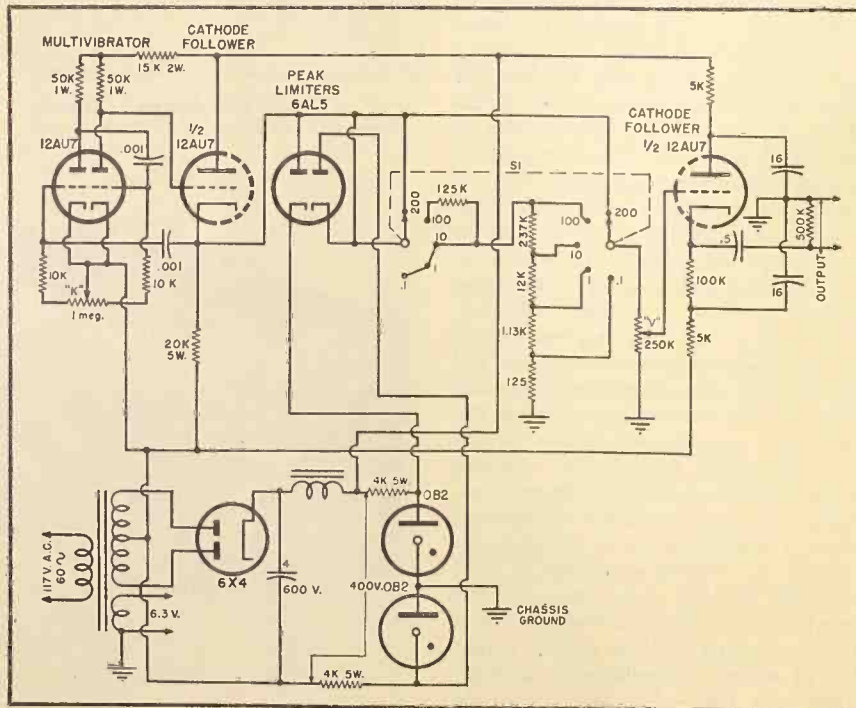 MULTIVIBRATOR
CATHODE
FOLLOWER
50K
1W.
50K
1W.
15 K 2W.
12AU7
.001
1/2
12AU7
PEAK
LIMITERS
6AL5
5K
CATHODE
FOLLOWER
1/2 12AU7
16
S1
200
125K
100
10
1
.1
237K
100
10
1
.1
200
12K
1.13K
125
"V"
250K
.5
500K
OUTPUT
100K
16
5K
10K
"K"
1 meg.
.001
10 K
20K
5W.
117 V.A.C.
60~
6.3 V.
6X4
4
600 V.
4K 5W.
OB2
400V.
OB2
CHASSIS
GROUND
4K 5W.